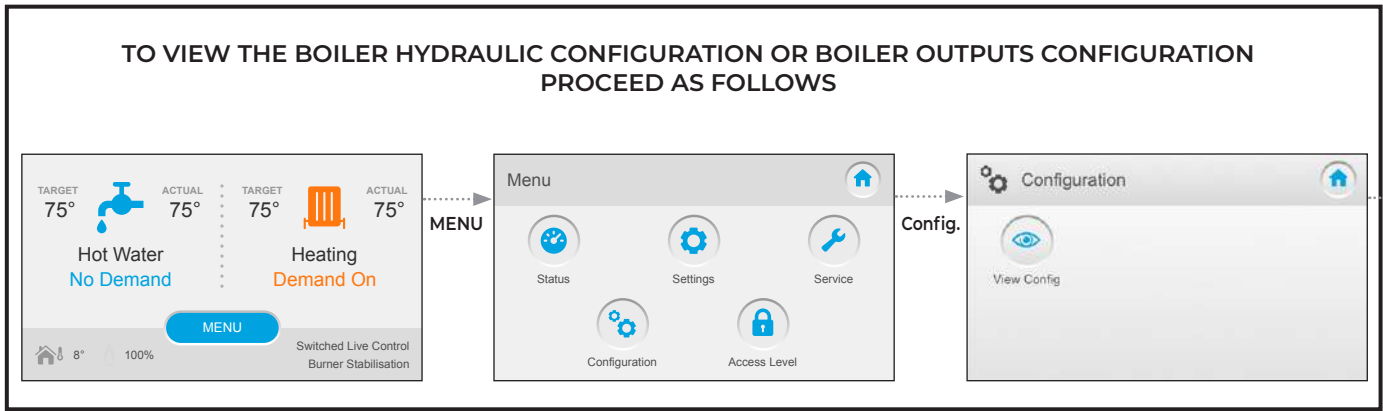 TO VIEW THE BOILER HYDRAULIC CONFIGURATION OR BOILER OUTPUTS CONFIGURATION
PROCEED AS FOLLOWS
TARGET
75°
ACTUAL
75°
Hot Water
No Demand
TARGET
75°
ACTUAL
75°
Heating
Demand On
MENU
8°
100%
Switched Live Control
Burner Stabilisation
MENU
Menu
Status
Settings
Service
Configuration
Access Level
Config.
Configuration
View Config